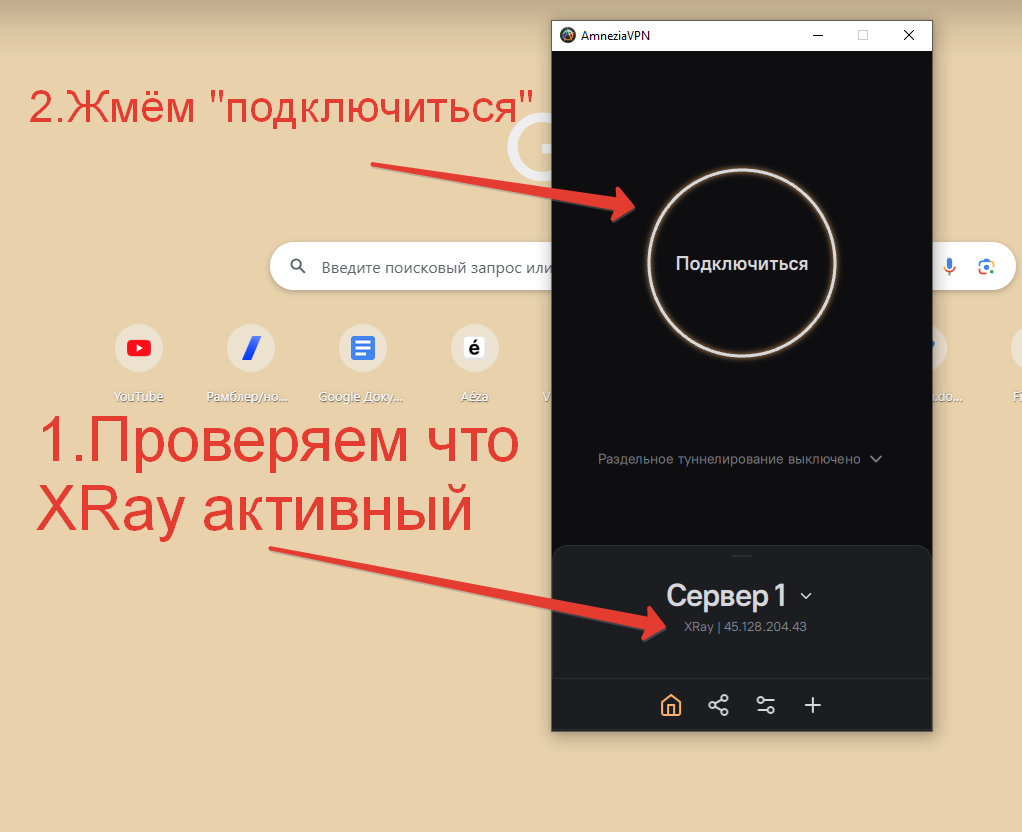 AmneziaVPN
2.Жмём "подключиться"
Подключиться
Введите поисковый запрос или
YouTube
Рамблер/но...
Google Доку...
Aéza
1.Проверяем что
XRay активный
Раздельное туннелирование выключено
Сервер 1
XRay | 45.128.204.43